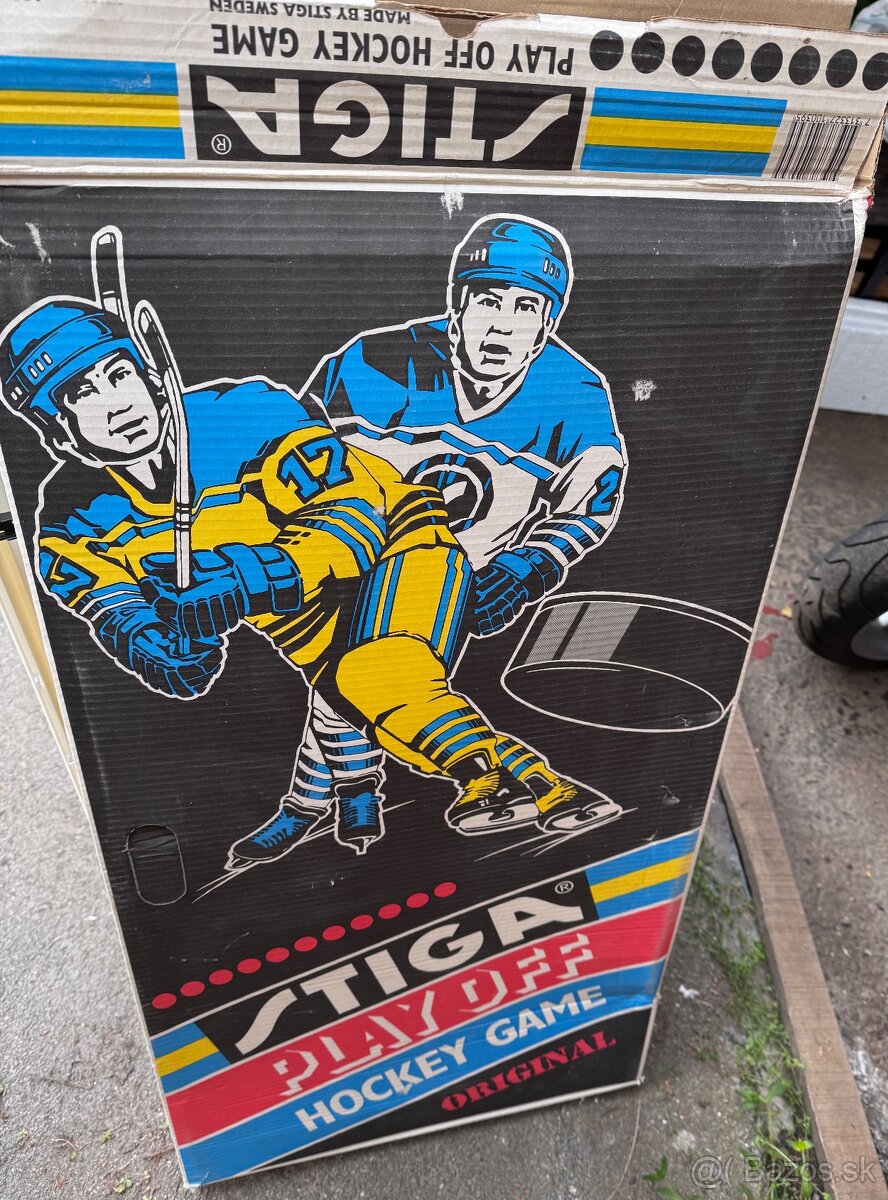 MADE BY STIGA SWEDEN
PLAY OFF HOCKEY GAME
STIGA®
17
17
2
STIGA®
PLAY OFF
HOCKEY GAME
ORIGINAL
@( Bazos.sk